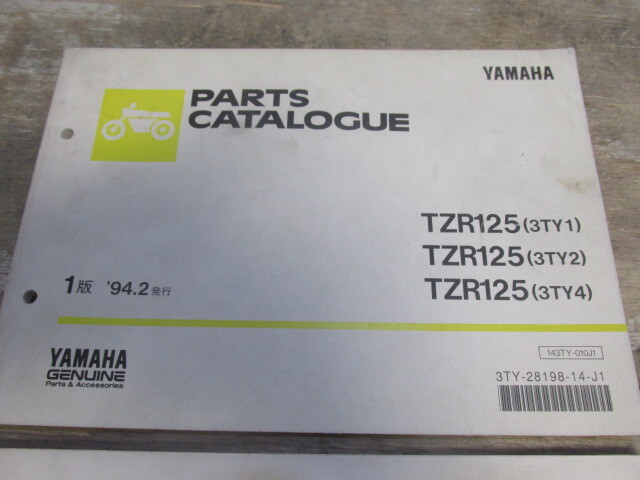 YAMAHA
PARTS
CATALOGUE
TZR125(3TY1)
TZR125(3TY2)
TZR125(3TY4)
1版 '94.2発行
YAMAHA
GENUINE
Parts & Accessories
143TY-010J1
3TY-28198-14-J1